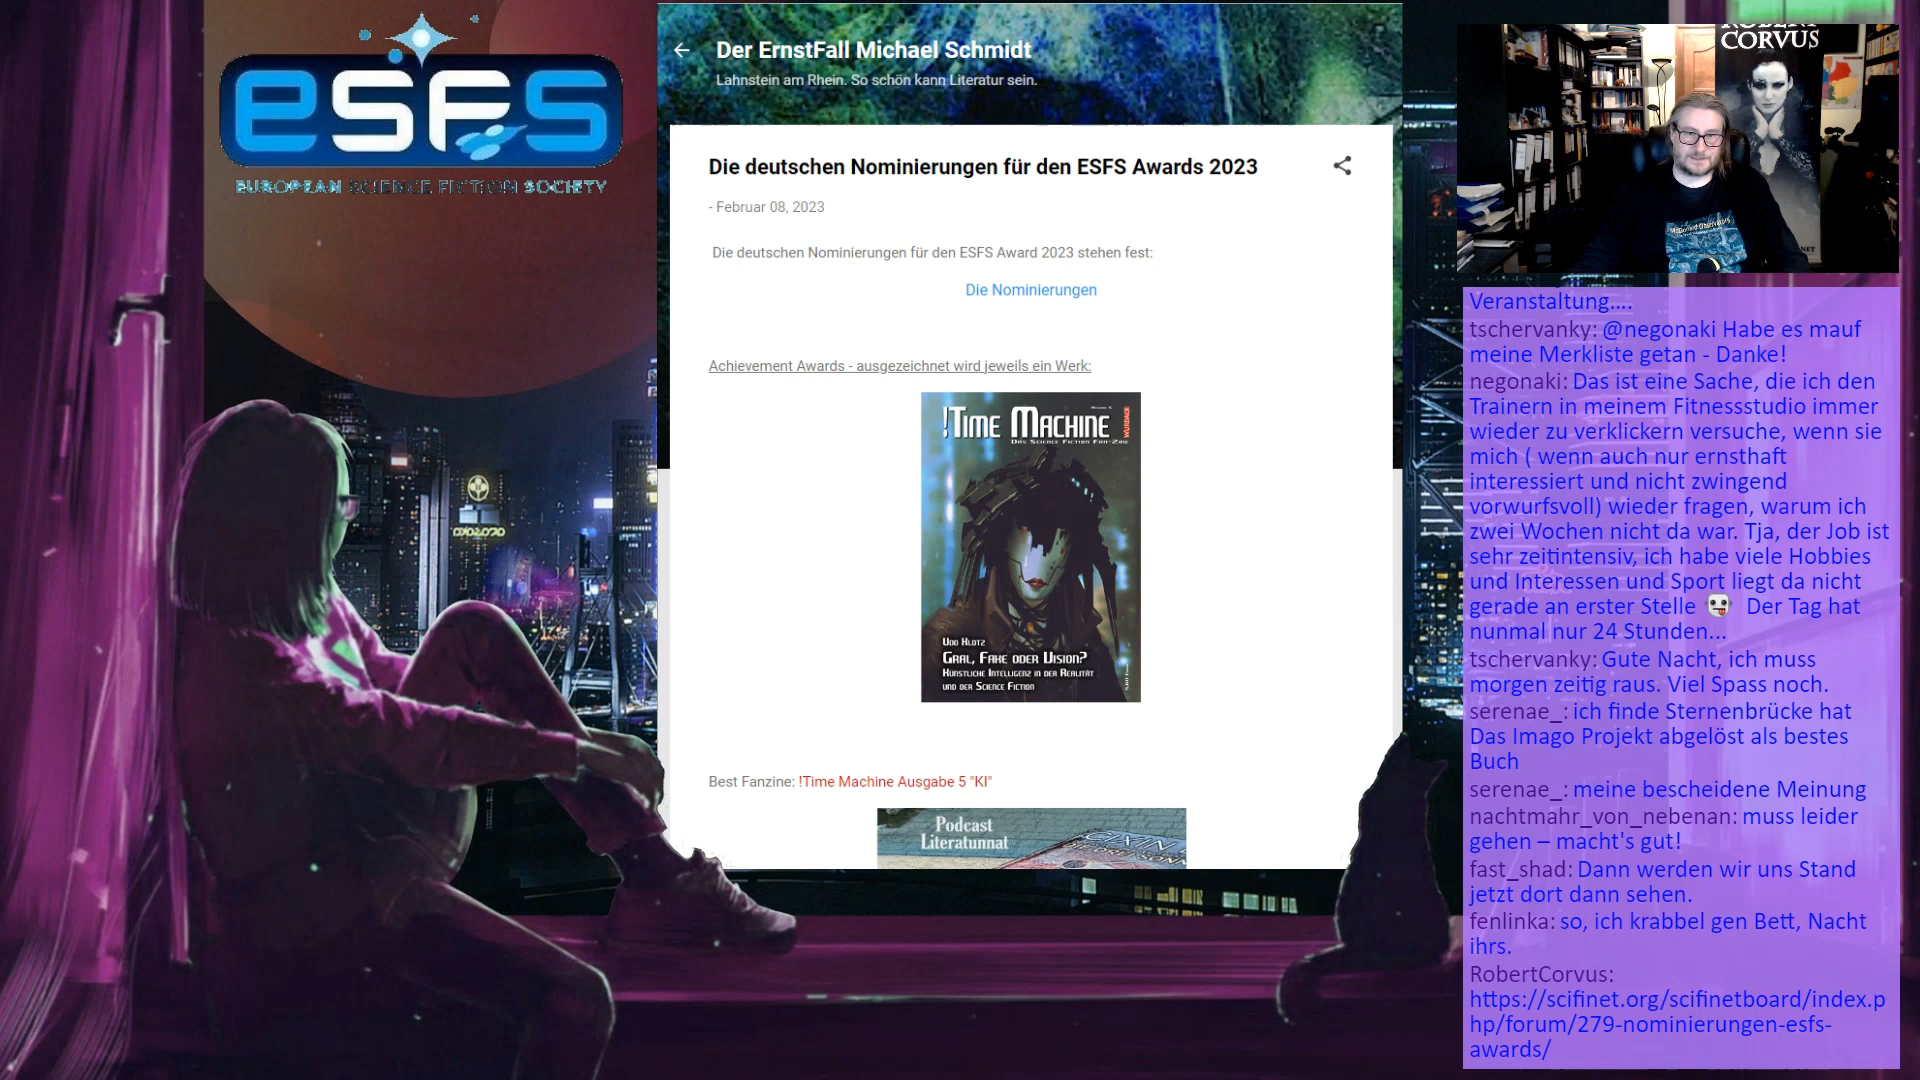 eSFS
EUROPEAN SCIENCE FICTION SOCIETY
Der ErnstFall Michael Schmidt
Lahnstein am Rhein. So schön kann Literatur sein.
Die deutschen Nominierungen für den ESFS Awards 2023
- Februar 08, 2023
Die deutschen Nominierungen für den ESFS Award 2023 stehen fest:
Die Nominierungen
Achievement Awards - ausgezeichnet wird jeweils ein Werk:
!Time Machine
Das Science Fiction Fan-Zine
WURDACK
Udo Klotz
Gral, Fake oder Vision?
Künstliche Intelligenz in der Realität
und der Science Fiction
Best Fanzine: !Time Machine Ausgabe 5 "KI"
Podcast
Literatunnat
CIXIN
ROBERT
CORVUS
McDonald Observatory
Veranstaltung....
tschervanky: @negonaki Habe es mauf
meine Merkliste getan - Danke!
negonaki: Das ist eine Sache, die ich den
Trainern in meinem Fitnessstudio immer
wieder zu verklickern versuche, wenn sie
mich ( wenn auch nur ernsthaft
interessiert und nicht zwingend
vorwurfsvoll) wieder fragen, warum ich
zwei Wochen nicht da war. Tja, der Job ist
sehr zeitintensiv, ich habe viele Hobbies
und Interessen und Sport liegt da nicht
gerade an erster Stelle Der Tag hat
nunmal nur 24 Stunden...
tschervanky: Gute Nacht, ich muss
morgen zeitig raus. Viel Spass noch.
serenae_: ich finde Sternenbrücke hat
Das Imago Projekt abgelöst als bestes
Buch
serenae_: meine bescheidene Meinung
nachtmahr_von_nebenan: muss leider
gehen – macht's gut!
fast_shad: Dann werden wir uns Stand
jetzt dort dann sehen.
fenlinka: so, ich krabbel gen Bett, Nacht
ihrs.
RobertCorvus:
https://scifinet.org/scifinetboard/index.p
hp/forum/279-nominierungen-esfs-
awards/